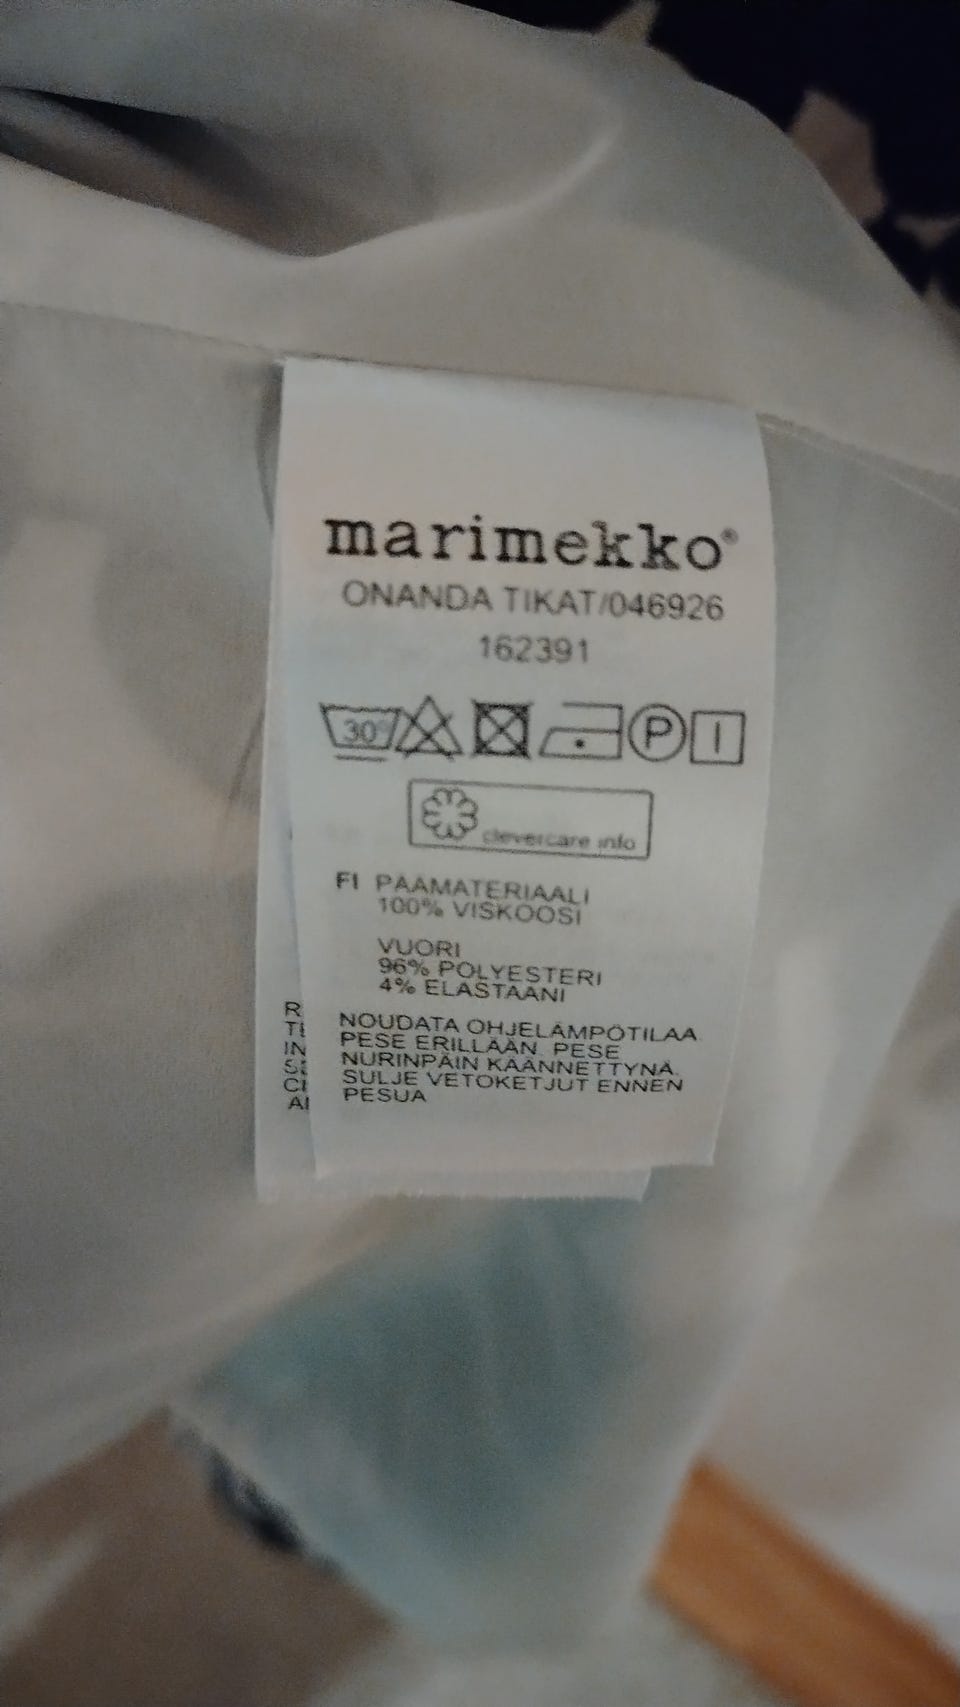 marimekko®
ONANDA TIKAT/046926
162391
30°
P
clevercare info
FI PÄÄMATERIAALI
100% VISKOOSI
VUORI
96% POLYESTERI
4% ELASTAANI
NOUDATA OHJELÄMPÖTILAA.
PESE ERILLÄÄN. PESE
NURINPÄIN KÄÄNNETTYNÄ.
SULJE VETOKETJUT ENNEN
PESUA